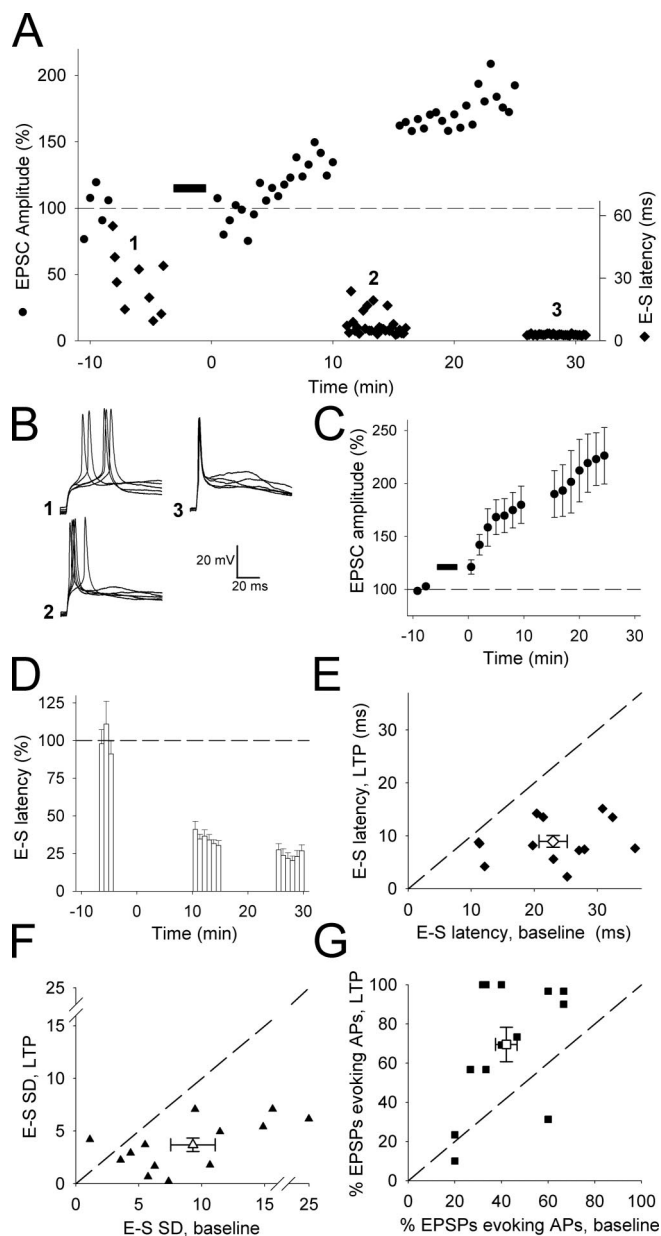 A
EPSC Amplitude (%)
200
150
100
50
0
1
2
3
60
30
0
E-S latency (ms)
-10 0 10 20 30
Time (min)
B
1
2
3
20 mV
20 ms
C
EPSC amplitude (%)
250
200
150
100
-10 0 10 20 30
Time (min)
D
E-S latency (%)
125
100
75
50
25
0
-10 0 10 20 30
Time (min)
E
E-S latency, LTP (ms)
30
20
10
0
0 10 20 30
E-S latency, baseline (ms)
F
E-S SD, LTP
25
15
10
5
0
0 5 10 15 25
E-S SD, baseline
G
% EPSPs evoking APs, LTP
100
80
60
40
20
0
0 20 40 60 80 100
% EPSPs evoking APs, baseline